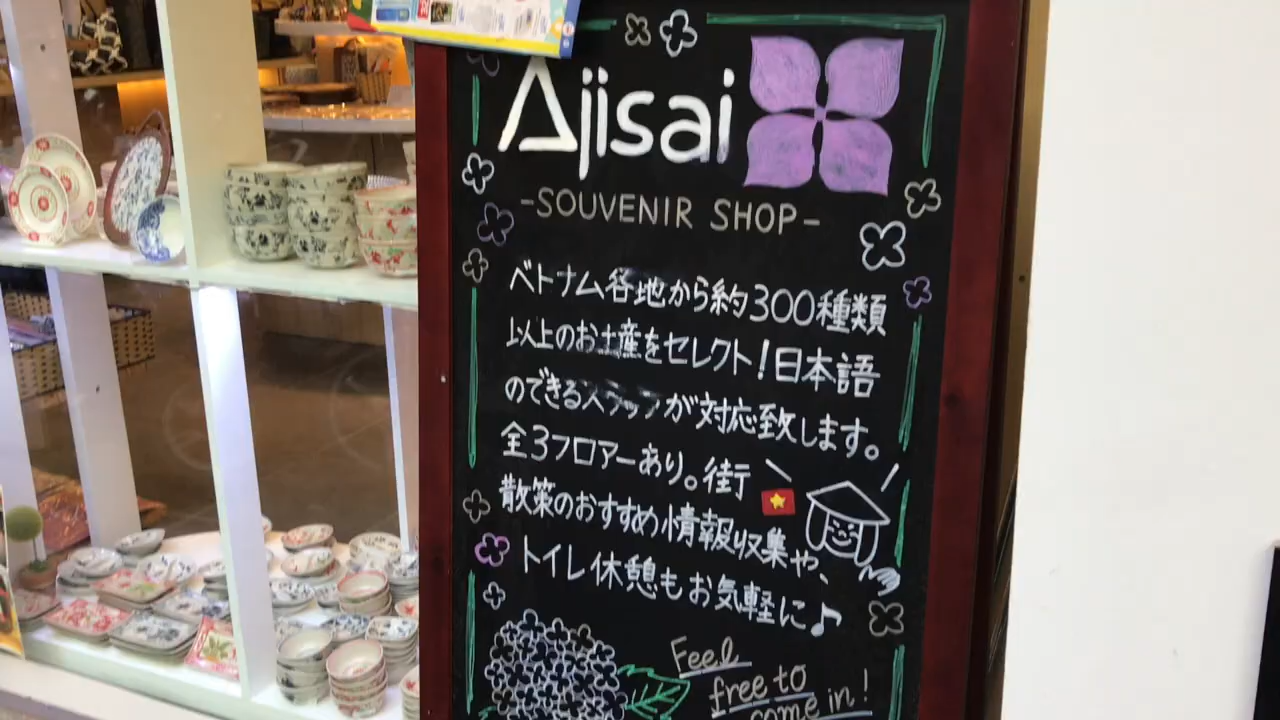 Ajisai
-SOUVENIR SHOP-
ベトナム各地から約300種類
以上のお土産をセレクト!日本語
のできるスタッフが対応致します。
全3フロアーあり。街
散策のおすすめ情報収集や、
トイレ休憩もお気軽に♪
Feel
free to
come in!